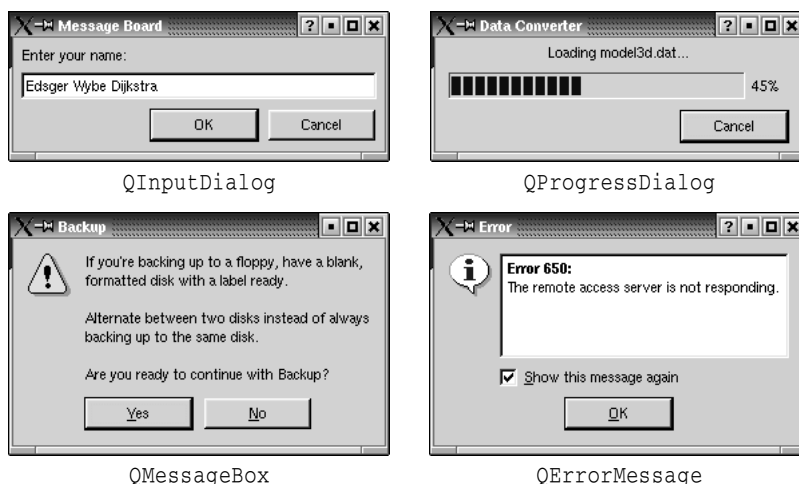 Message Board
Enter your name:
Edsger Wybe Dijkstra
OK Cancel
QInputDialog
Data Converter
Loading model3d.dat...
45%
Cancel
QProgressDialog
Backup
If you're backing up to a floppy, have a blank,
formatted disk with a label ready.
Alternate between two disks instead of always
backing up to the same disk.
Are you ready to continue with Backup?
Yes No
QMessageBox
Error
Error 650:
The remote access server is not responding.
Show this message again
OK
QErrorMessage